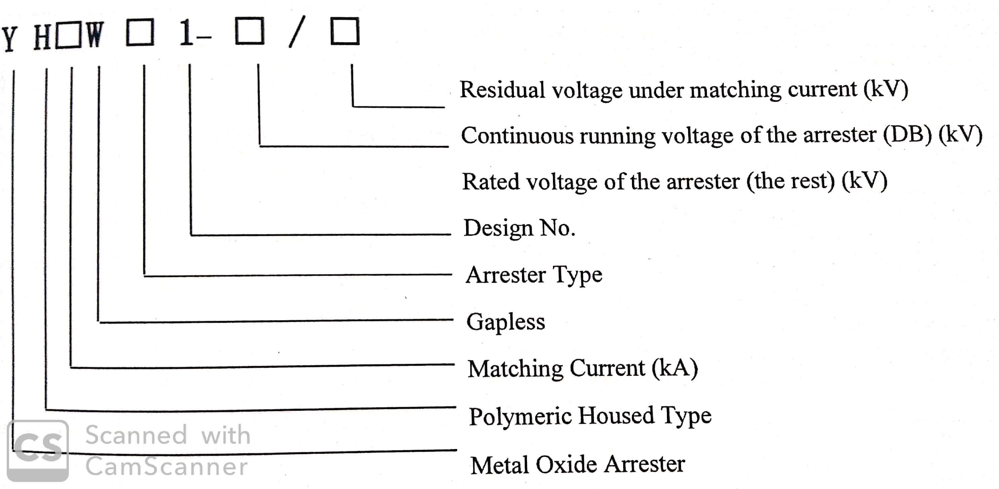 Y H□W □ 1- □ / □
Residual voltage under matching current (kV)
Continuous running voltage of the arrester (DB) (kV)
Rated voltage of the arrester (the rest) (kV)
Design No.
Arrester Type
Gapless
Matching Current (kA)
Polymeric Housed Type
Metal Oxide Arrester
CS Scanned with
CamScanner